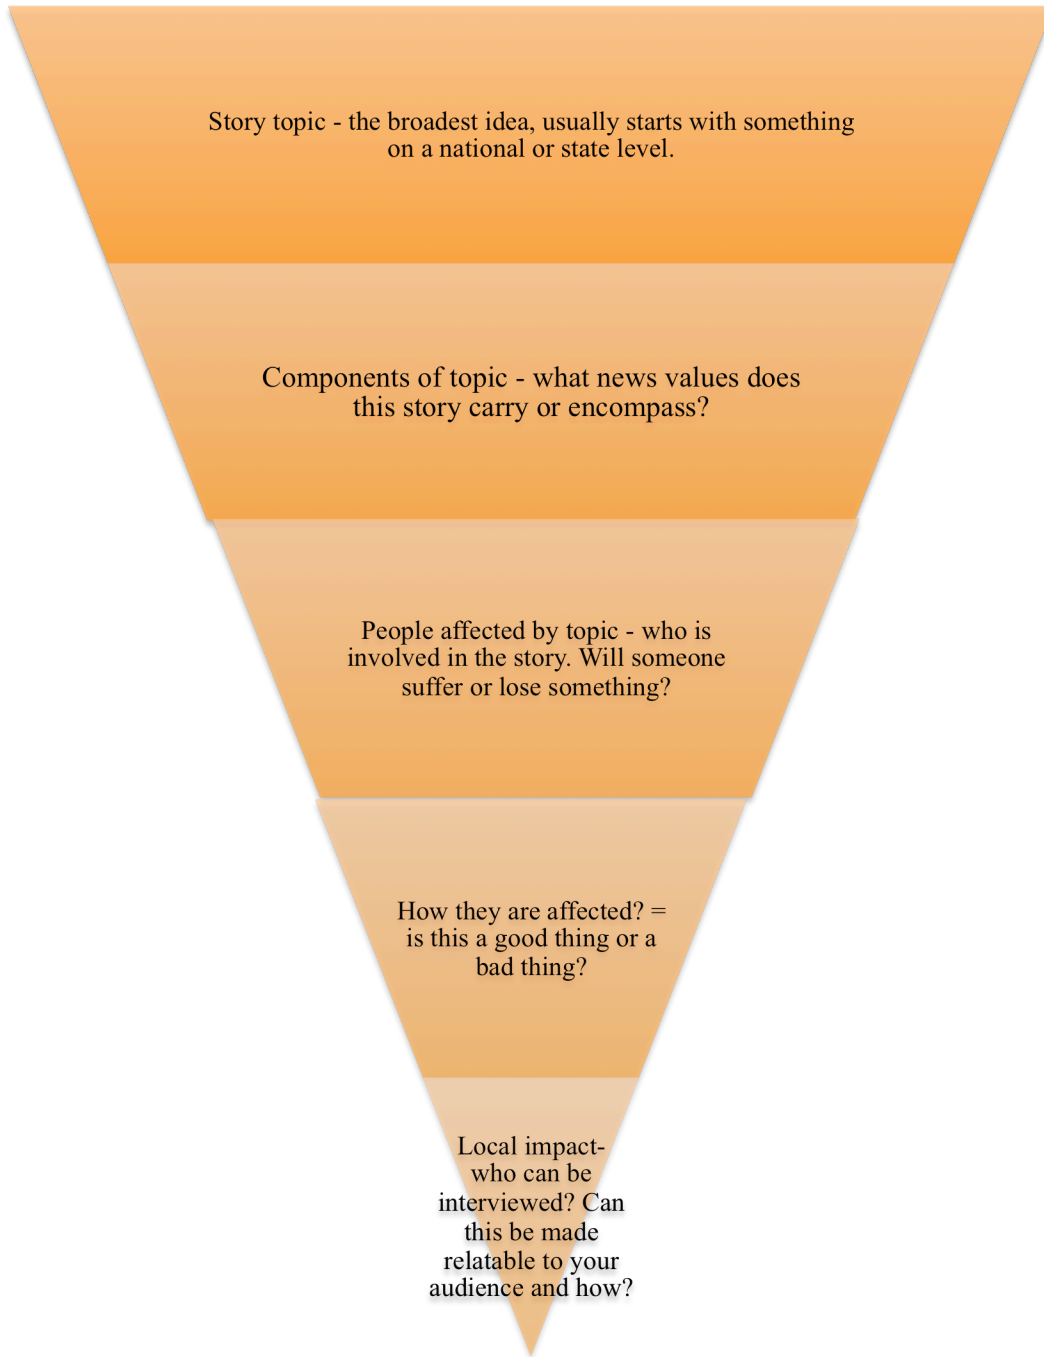 Story topic - the broadest idea, usually starts with something
on a national or state level.
Components of topic - what news values does
this story carry or encompass?
People affected by topic - who is
involved in the story. Will someone
suffer or lose something?
How they are affected? =
is this a good thing or a
bad thing?
Local impact-
who can be
interviewed? Can
this be made
relatable to your
audience and how?